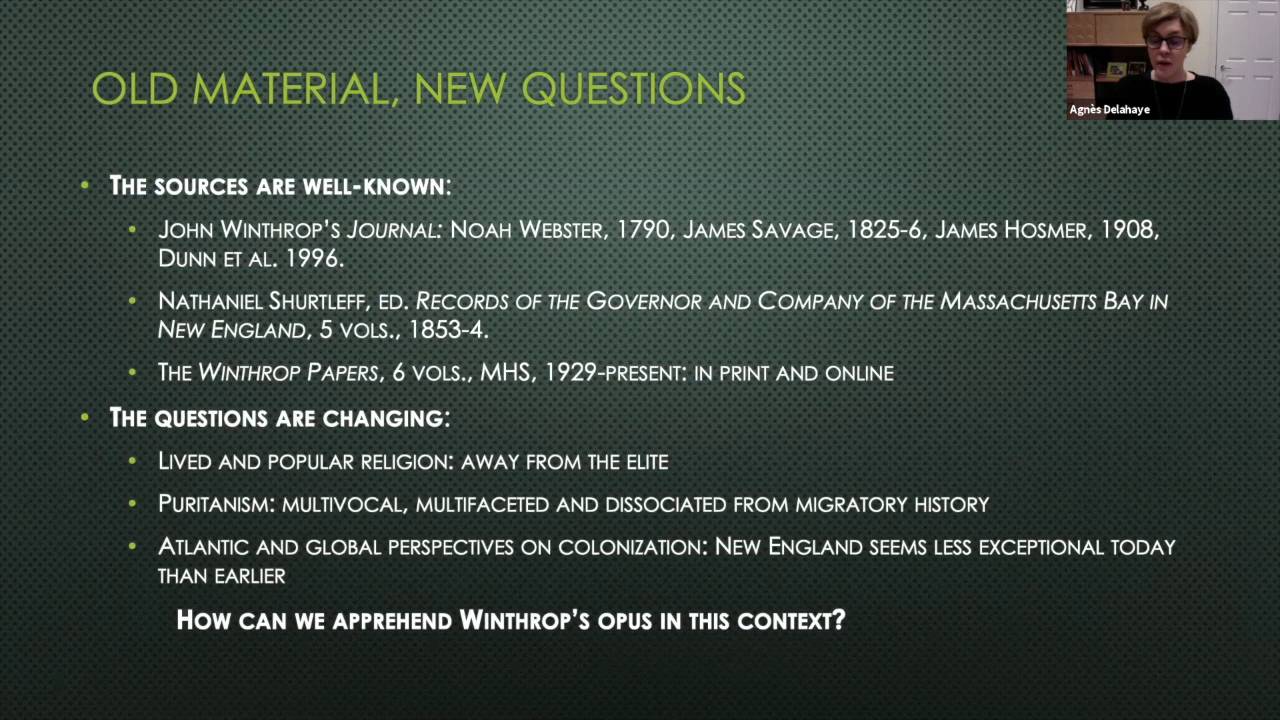 OLD MATERIAL, NEW QUESTIONS
Agnès Delahaye
• The sources are well-known:
• John Winthrop’s Journal: Noah Webster, 1790, James Savage, 1825-6, James Hosmer, 1908,
Dunn et al. 1996.
• Nathaniel Shurtleff, ed. Records of the Governor and Company of the Massachusetts Bay in
New England, 5 vols., 1853-4.
• The Winthrop Papers, 6 vols., MHS, 1929-present: in print and online
• The questions are changing:
• Lived and popular religion: away from the elite
• Puritanism: multivocal, multifaceted and dissociated from migratory history
• Atlantic and global perspectives on colonization: New England seems less exceptional today
than earlier
How can we apprehend Winthrop’s opus in this context?